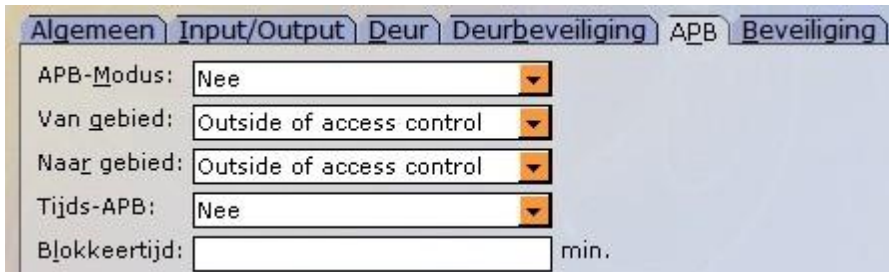 Algemeen Input/Output Deur Deurbeveiliging APB Beveiliging
APB-Modus: Nee
Van gebied: Outside of access control
Naar gebied: Outside of access control
Tijds-APB: Nee
Blokkeertijd: min.